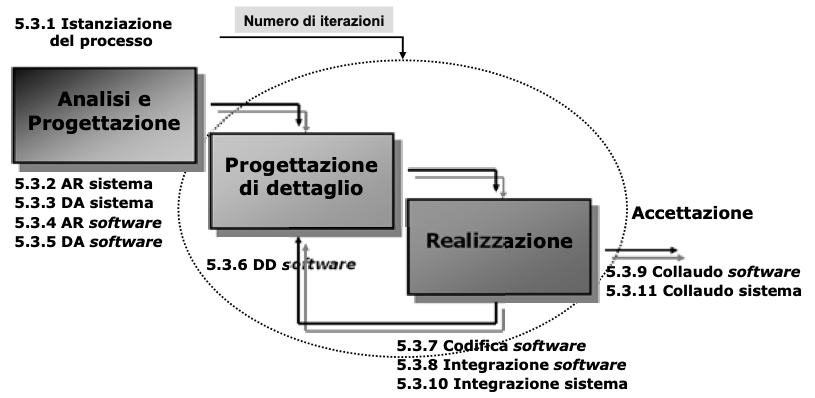 5.3.1 Istanziazione
del processo
Numero di iterazioni
Analisi e
Progettazione
5.3.2 AR sistema
5.3.3 DA sistema
5.3.4 AR software
5.3.5 DA software
Progettazione
di dettaglio
5.3.6 DD software
Realizzazione
5.3.7 Codifica software
5.3.8 Integrazione software
5.3.10 Integrazione sistema
Accettazione
5.3.9 Collaudo software
5.3.11 Collaudo sistema